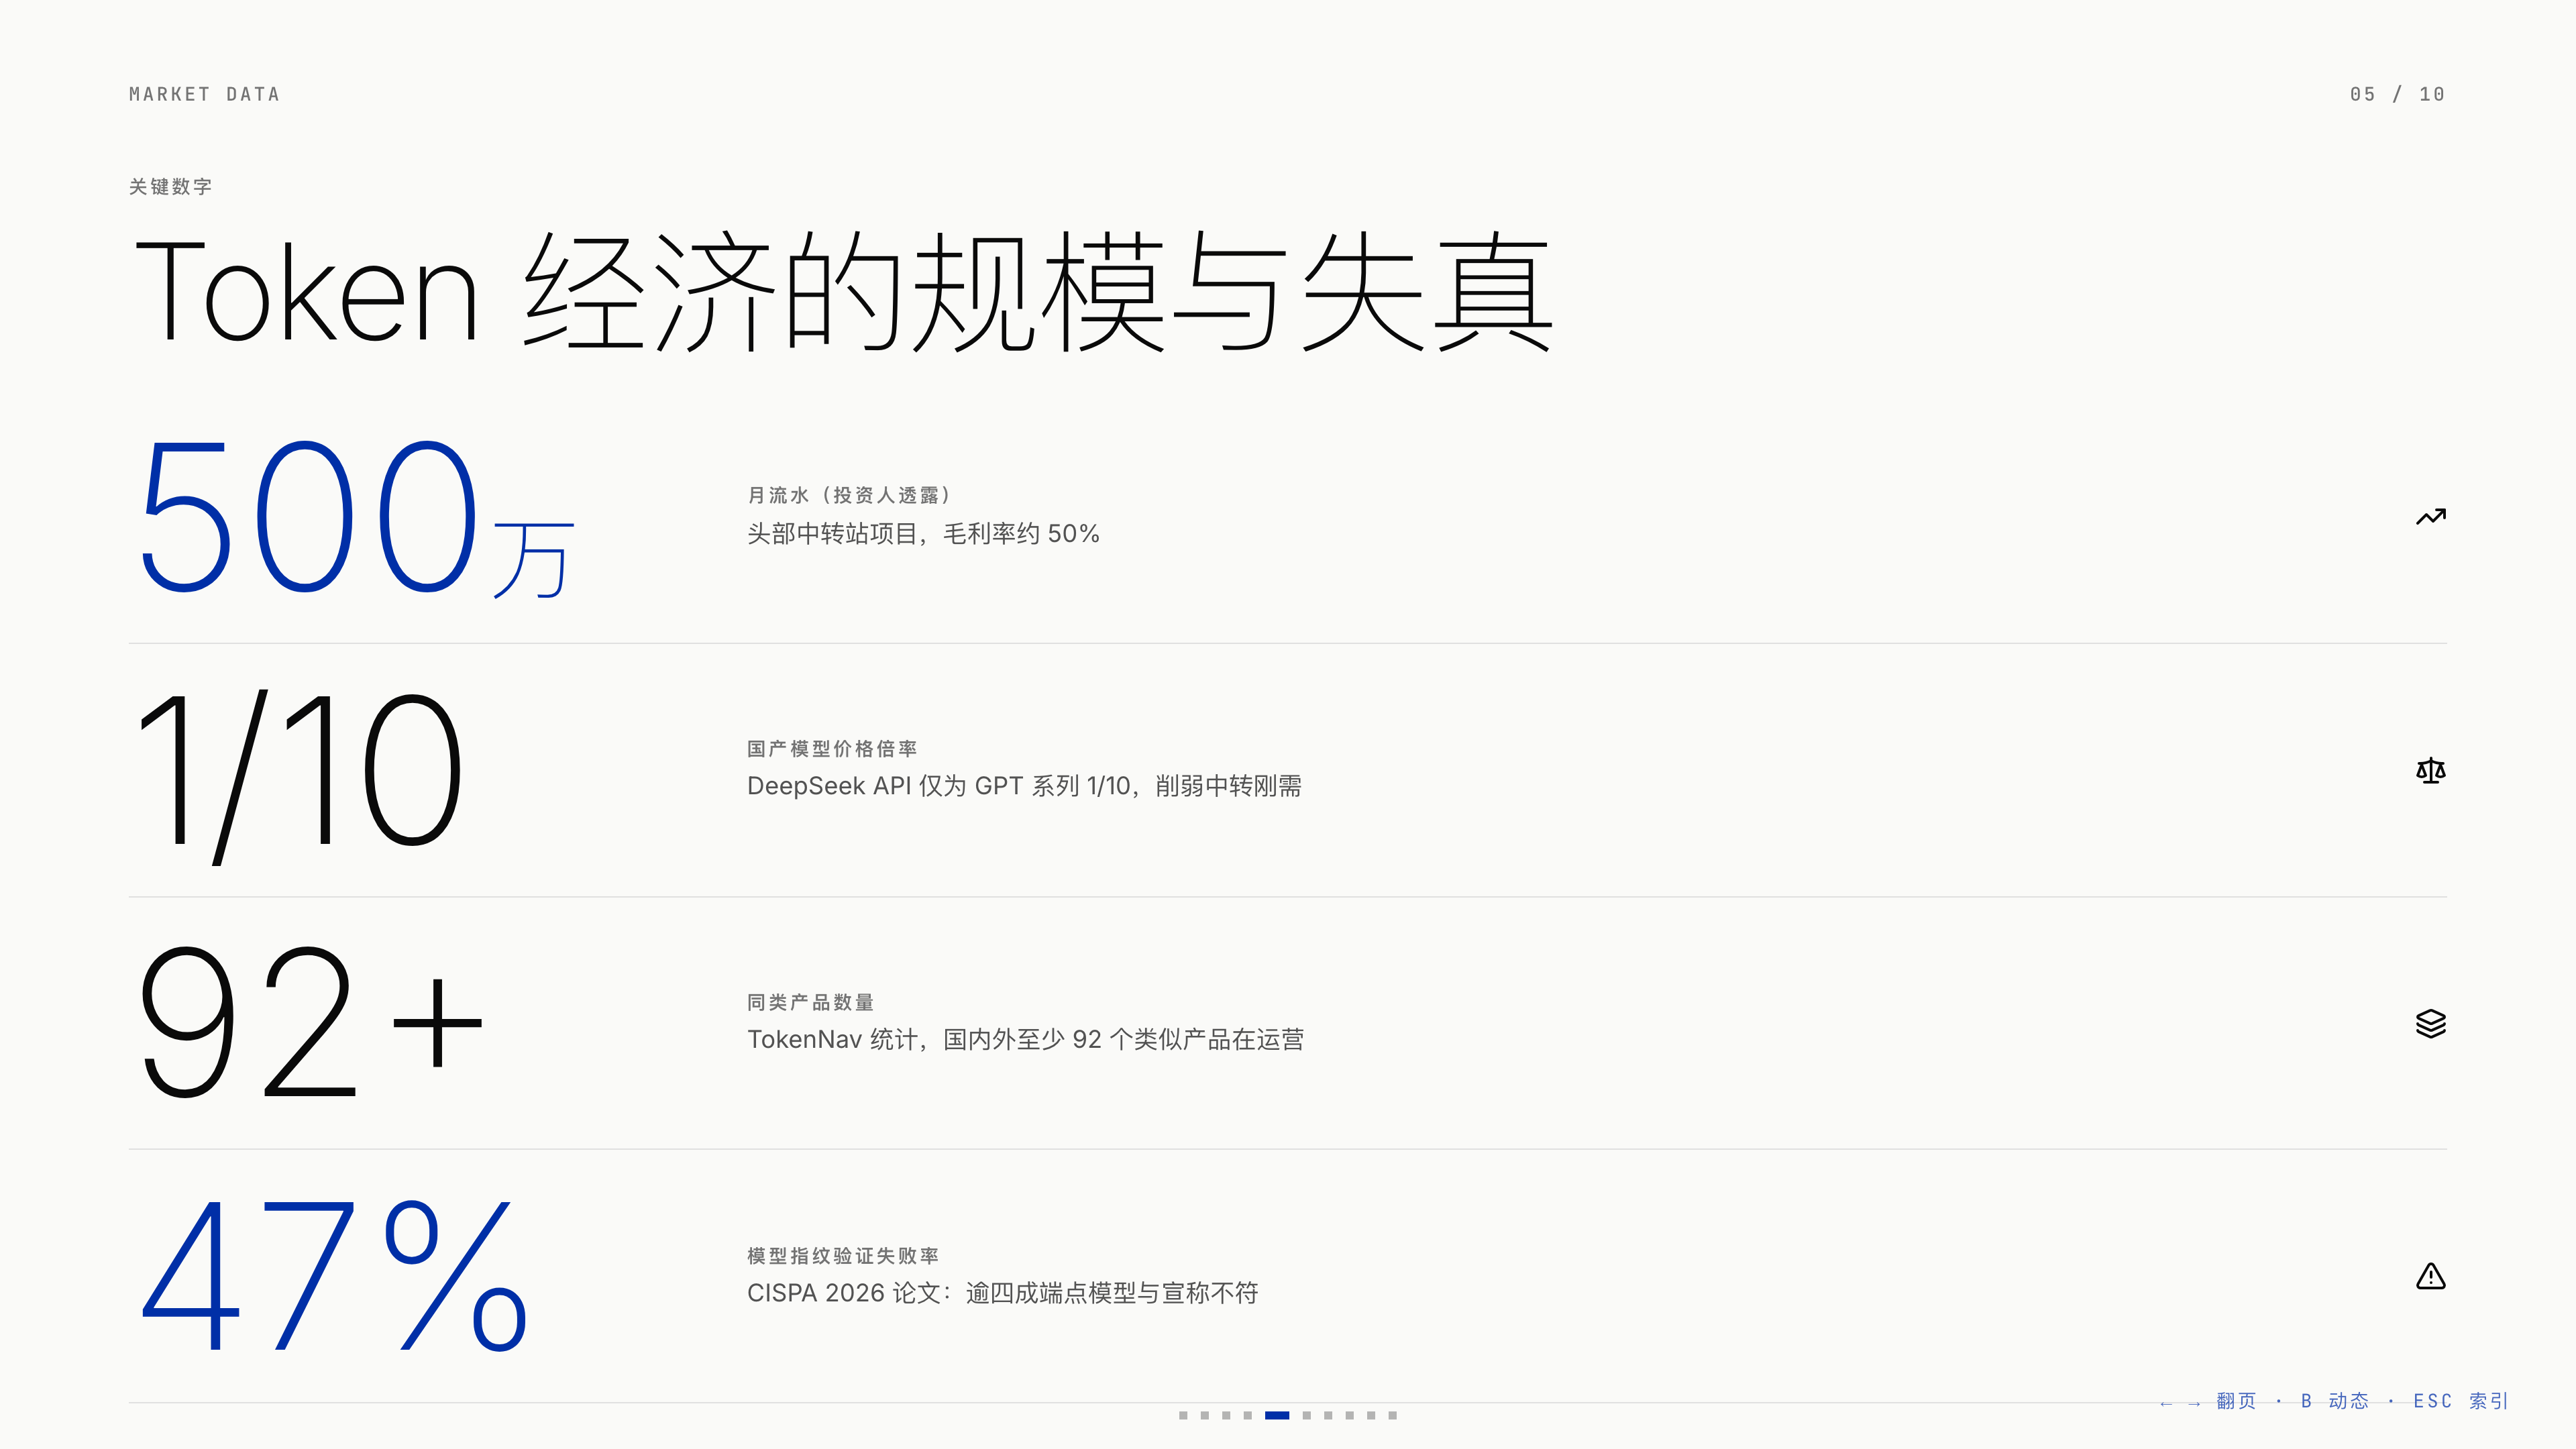 MARKET DATA
05 / 10
关键数字
Token 经济的规模与失真
500万
月流水（投资人透露）
头部中转站项目，毛利率约 50%
1/10
国产模型价格倍率
DeepSeek API 仅为 GPT 系列 1/10，削弱中转刚需
92+
同类产品数量
TokenNav 统计，国内外至少 92 个类似产品在运营
47%
模型指纹验证失败率
CISPA 2026 论文：逾四成端点模型与宣称不符
← → 翻页 · B 动态 · ESC 索引